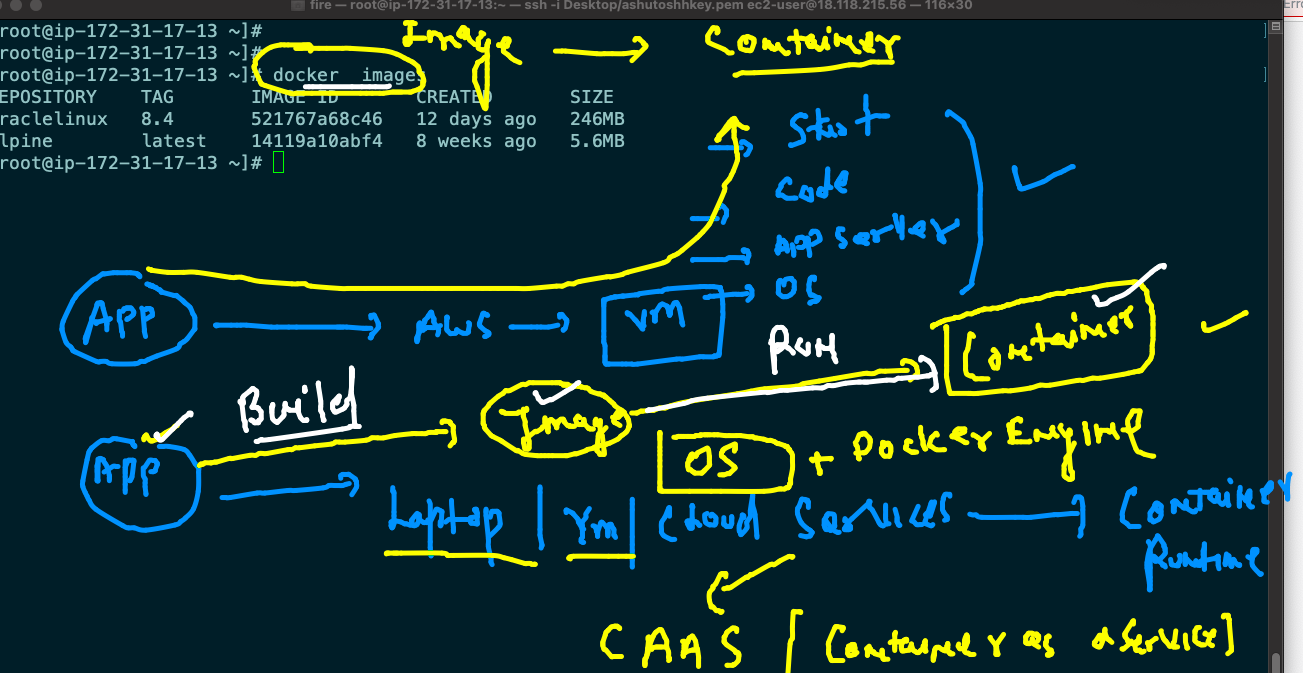 fire — root@ip-172-31-17-13:~ — ssh -i Desktop/ashutoshhkey.pem ec2-user@18.118.215.56 — 116×30
root@ip-172-31-17-13 ~]#
root@ip-172-31-17-13 ~]#
root@ip-172-31-17-13 ~]# docker images
EPOSITORY TAG IMAGE ID CREATED SIZE
raclelinux 8.4 521767a68c46 12 days ago 246MB
lpine latest 14119a10abf4 8 weeks ago 5.6MB
root@ip-172-31-17-13 ~]#
Image Container
Start
Code
App Server
OS
App AWS vm
Run
Container
Build
Image
App
OS + Docker Engine
Laptop | Vm | Cloud Services Container
Runtime
CAAS [Container as a Service]